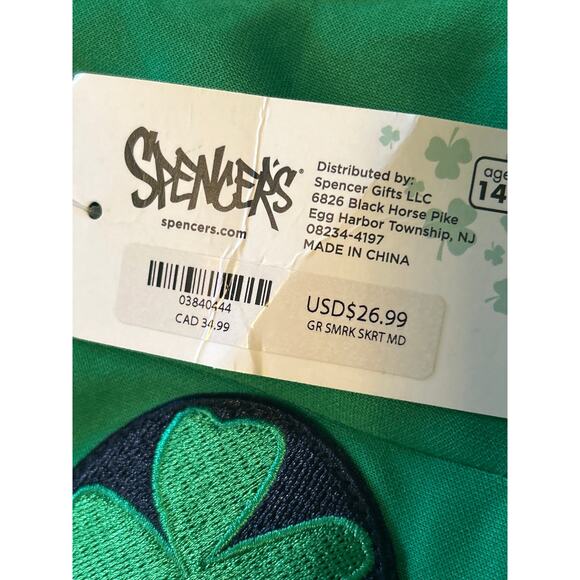 SPENCER'S
spencers.com
Distributed by:
Spencer Gifts LLC
6826 Black Horse Pike
Egg Harbor Township, NJ
08234-4197
MADE IN CHINA
age
14
03840444
CAD 34.99
USD$26.99
GR SMRK SKRT MD